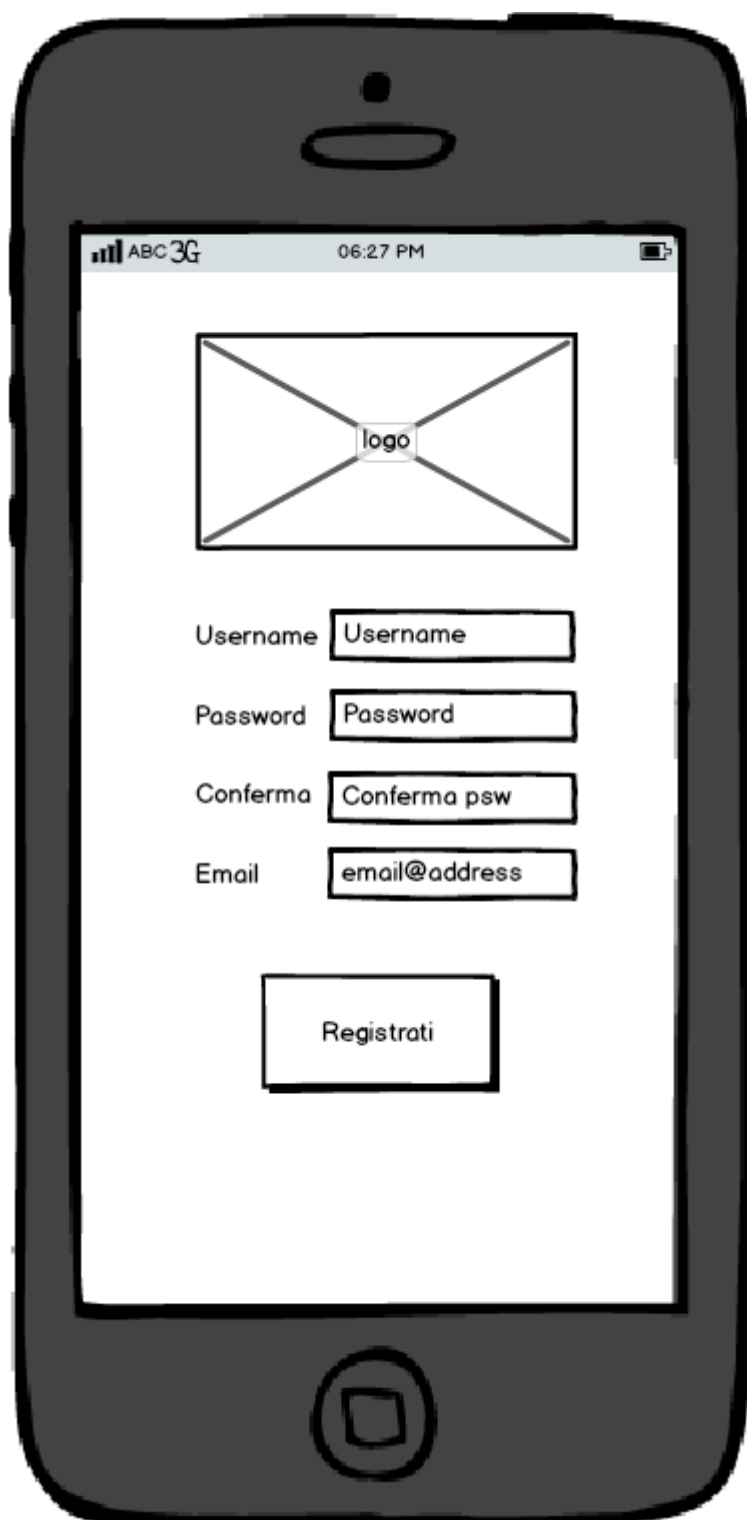 ABC 3G 06:27 PM
logo
Username Username
Password Password
Conferma Conferma psw
Email email@address
Registrati